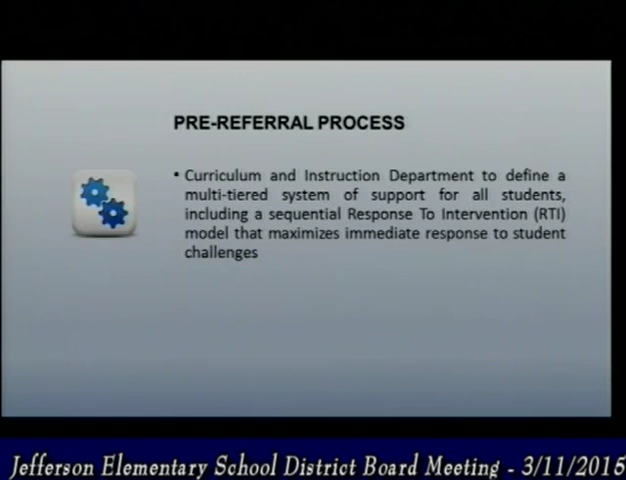 PRE-REFERRAL PROCESS
• Curriculum and Instruction Department to define a
multi-tiered system of support for all students,
including a sequential Response To Intervention (RTI)
model that maximizes immediate response to student
challenges
Jefferson Elementary School District Board Meeting - 3/11/2015